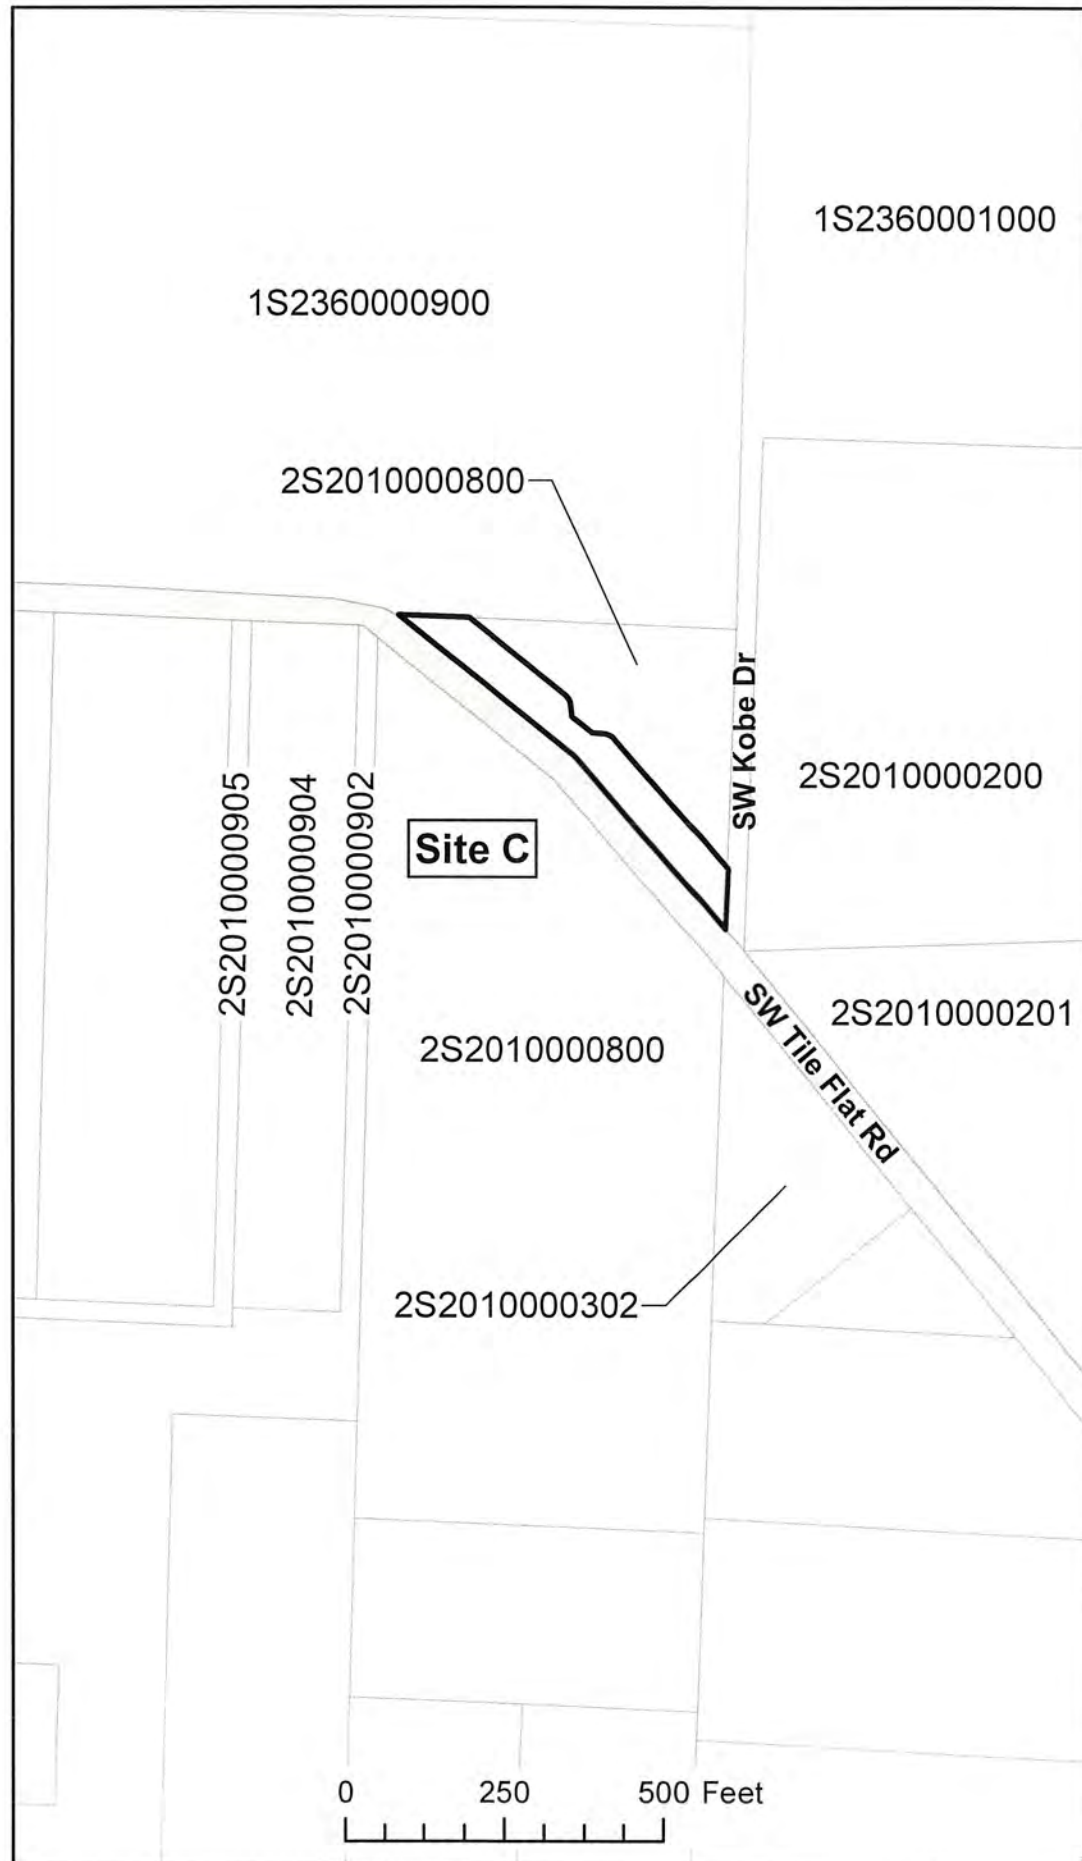 1S2360001000
1S2360000900
2S2010000800
SW Kobe Dr
2S2010000200
2S2010000905
2S2010000904
2S2010000902
Site C
2S2010000201
2S2010000800
SW Tile Flat Rd
2S2010000302
0 250 500 Feet